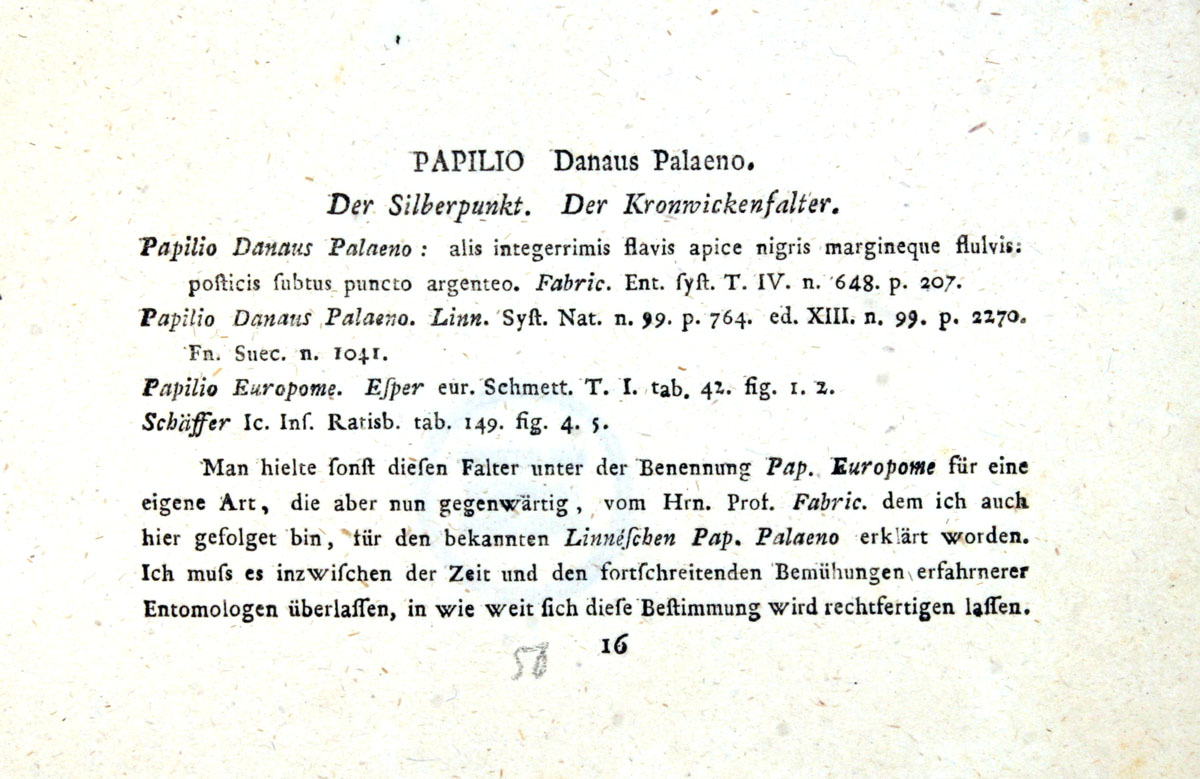 PAPILIO Danaus Palaeno.
Der Silberpunkt. Der Kronwickenfalter.
Papilio Danaus Palaeno: alis integerrimis flavis apice nigris margineque flulvis:
poſticis ſubtus puncto argenteo. Fabric. Ent. ſyſt. T. IV. n. 648. p. 207.
Papilio Danaus Palaeno. Linn. Syſt. Nat. n. 99. p. 764. ed. XIII. n. 99. p. 2270.
Fn. Suec. n. 1041.
Papilio Europome. Eſper eur. Schmett. T. I. tab. 42. fig. 1. 2.
Schäffer Ic. Inſ. Ratisb. tab. 149. fig. 4. 5.
Man hielte ſonſt dieſen Falter unter der Benennung Pap. Europome für eine
eigene Art, die aber nun gegenwärtig, vom Hrn. Prof. Fabric. dem ich auch
hier gefolget bin, für den bekannten Linnéſchen Pap. Palaeno erklärt worden.
Ich muſs es inzwiſchen der Zeit und den fortſchreitenden Bemühungen erfahrnerer
Entomologen überlaſſen, in wie weit ſich dieſe Beſtimmung wird rechtfertigen laſſen.
16